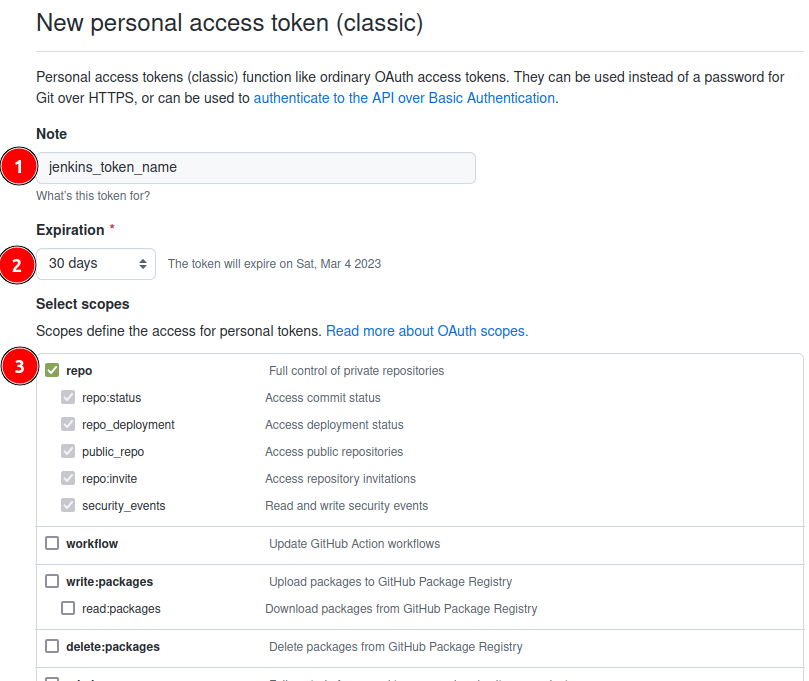 New personal access token (classic)
Personal access tokens (classic) function like ordinary OAuth access tokens. They can be used instead of a password for
Git over HTTPS, or can be used to authenticate to the API over Basic Authentication.
Note
1 jenkins_token_name
What's this token for?
Expiration *
2 30 days The token will expire on Sat, Mar 4 2023
Select scopes
Scopes define the access for personal tokens. Read more about OAuth scopes.
3 repo Full control of private repositories
repo:status Access commit status
repo_deployment Access deployment status
public_repo Access public repositories
repo:invite Access repository invitations
security_events Read and write security events
workflow Update GitHub Action workflows
write:packages Upload packages to GitHub Package Registry
read:packages Download packages from GitHub Package Registry
delete:packages Delete packages from GitHub Package Registry